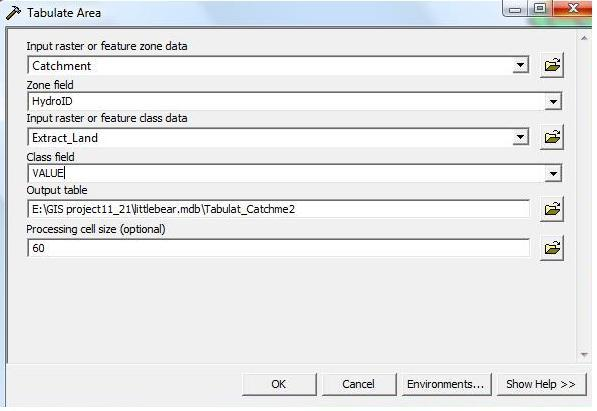 Tabulate Area
Input raster or feature zone data
Catchment
Zone field
HydroID
Input raster or feature class data
Extract_Land
Class field
VALUE
Output table
E:\GIS project11_21\littlebear.mdb\Tabulat_Catchme2
Processing cell size (optional)
60
OK Cancel Environments... Show Help >>